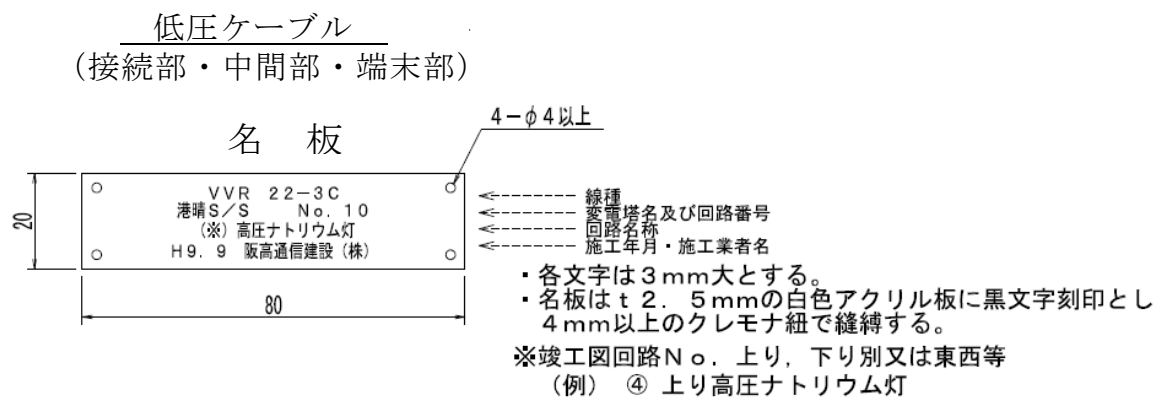 低圧ケーブル
（接続部・中間部・端末部）
名　板
4－φ4以上
VVR　22－3C
港晴S／S　　No．10
（※）高圧ナトリウム灯
H9．9　阪高通信建設（株）
線種
変電塔名及び回路番号
回路名称
施工年月・施工業者名
20
80
・各文字は3mm大とする。
・名板はt2．5mmの白色アクリル板に黒文字刻印とし
4mm以上のクレモナ紐で縫縛する。
※竣工図回路No．上り，下り別又は東西等
（例）　④　上り高圧ナトリウム灯